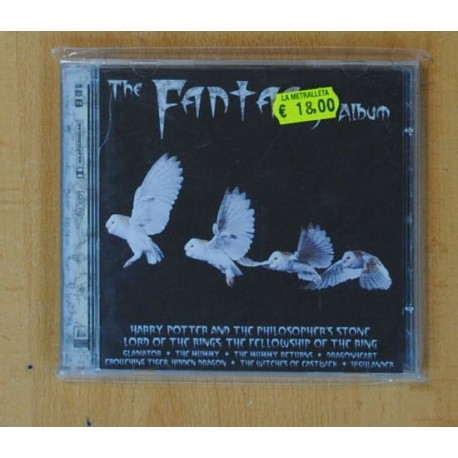 The Fantasy Album
LA METRALLETA
€ 18.00
HARRY POTTER AND THE PHILOSOPHER'S STONE
LORD OF THE RINGS: THE FELLOWSHIP OF THE RING
GLADIATOR • THE MUMMY • THE MUMMY RETURNS • DRAGONHEART
CROUCHING TIGER HIDDEN DRAGON • THE WITCHES OF EASTWICK • HIGHLANDER